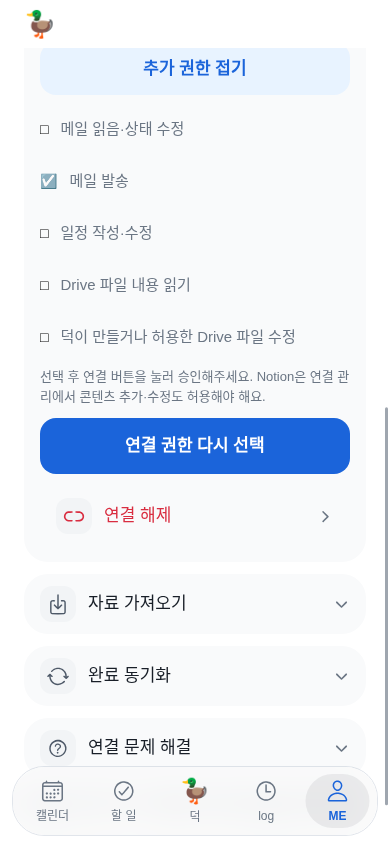 추가 권한 접기
메일 읽음·상태 수정
메일 발송
일정 작성·수정
Drive 파일 내용 읽기
덕이 만들거나 허용한 Drive 파일 수정
선택 후 연결 버튼을 눌러 승인해주세요. Notion은 연결 관
리에서 콘텐츠 추가·수정도 허용해야 해요.
연결 권한 다시 선택
연결 해제
자료 가져오기
완료 동기화
연결 문제 해결
캘린더
할 일
덕
log
ME